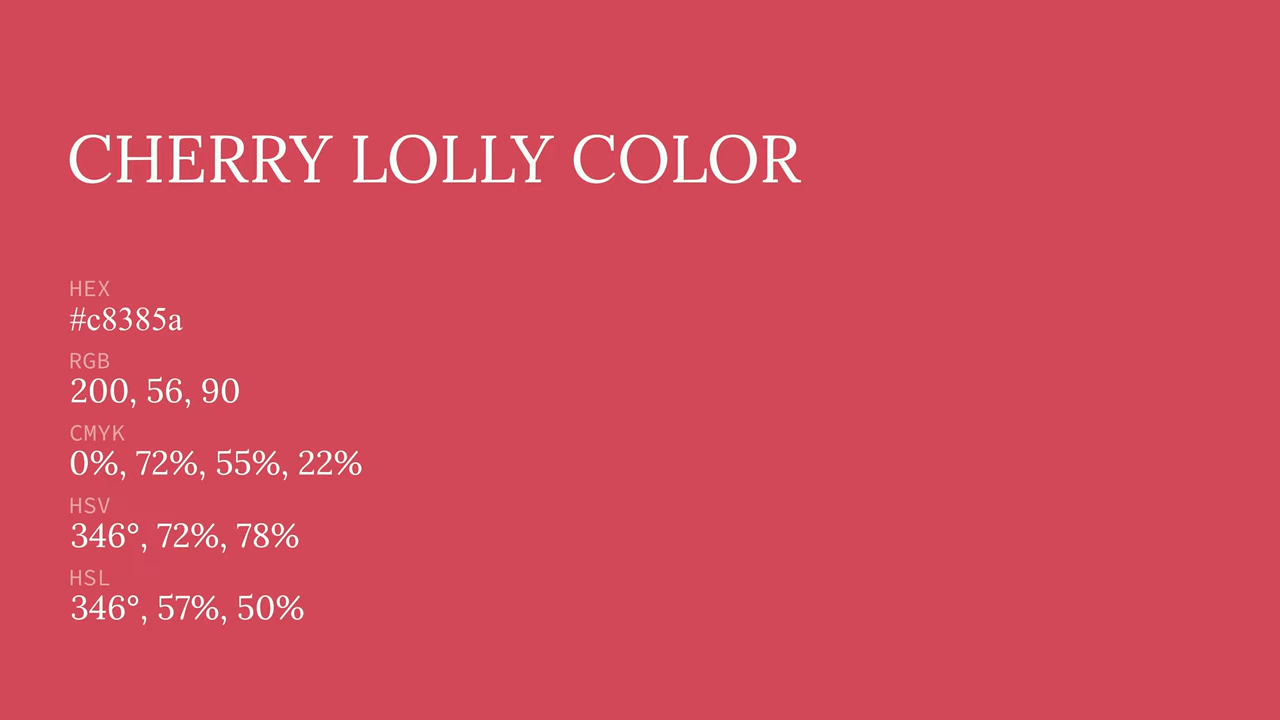 CHERRY LOLLY COLOR
HEX
#c8385a
RGB
200, 56, 90
CMYK
0%, 72%, 55%, 22%
HSV
346°, 72%, 78%
HSL
346°, 57%, 50%